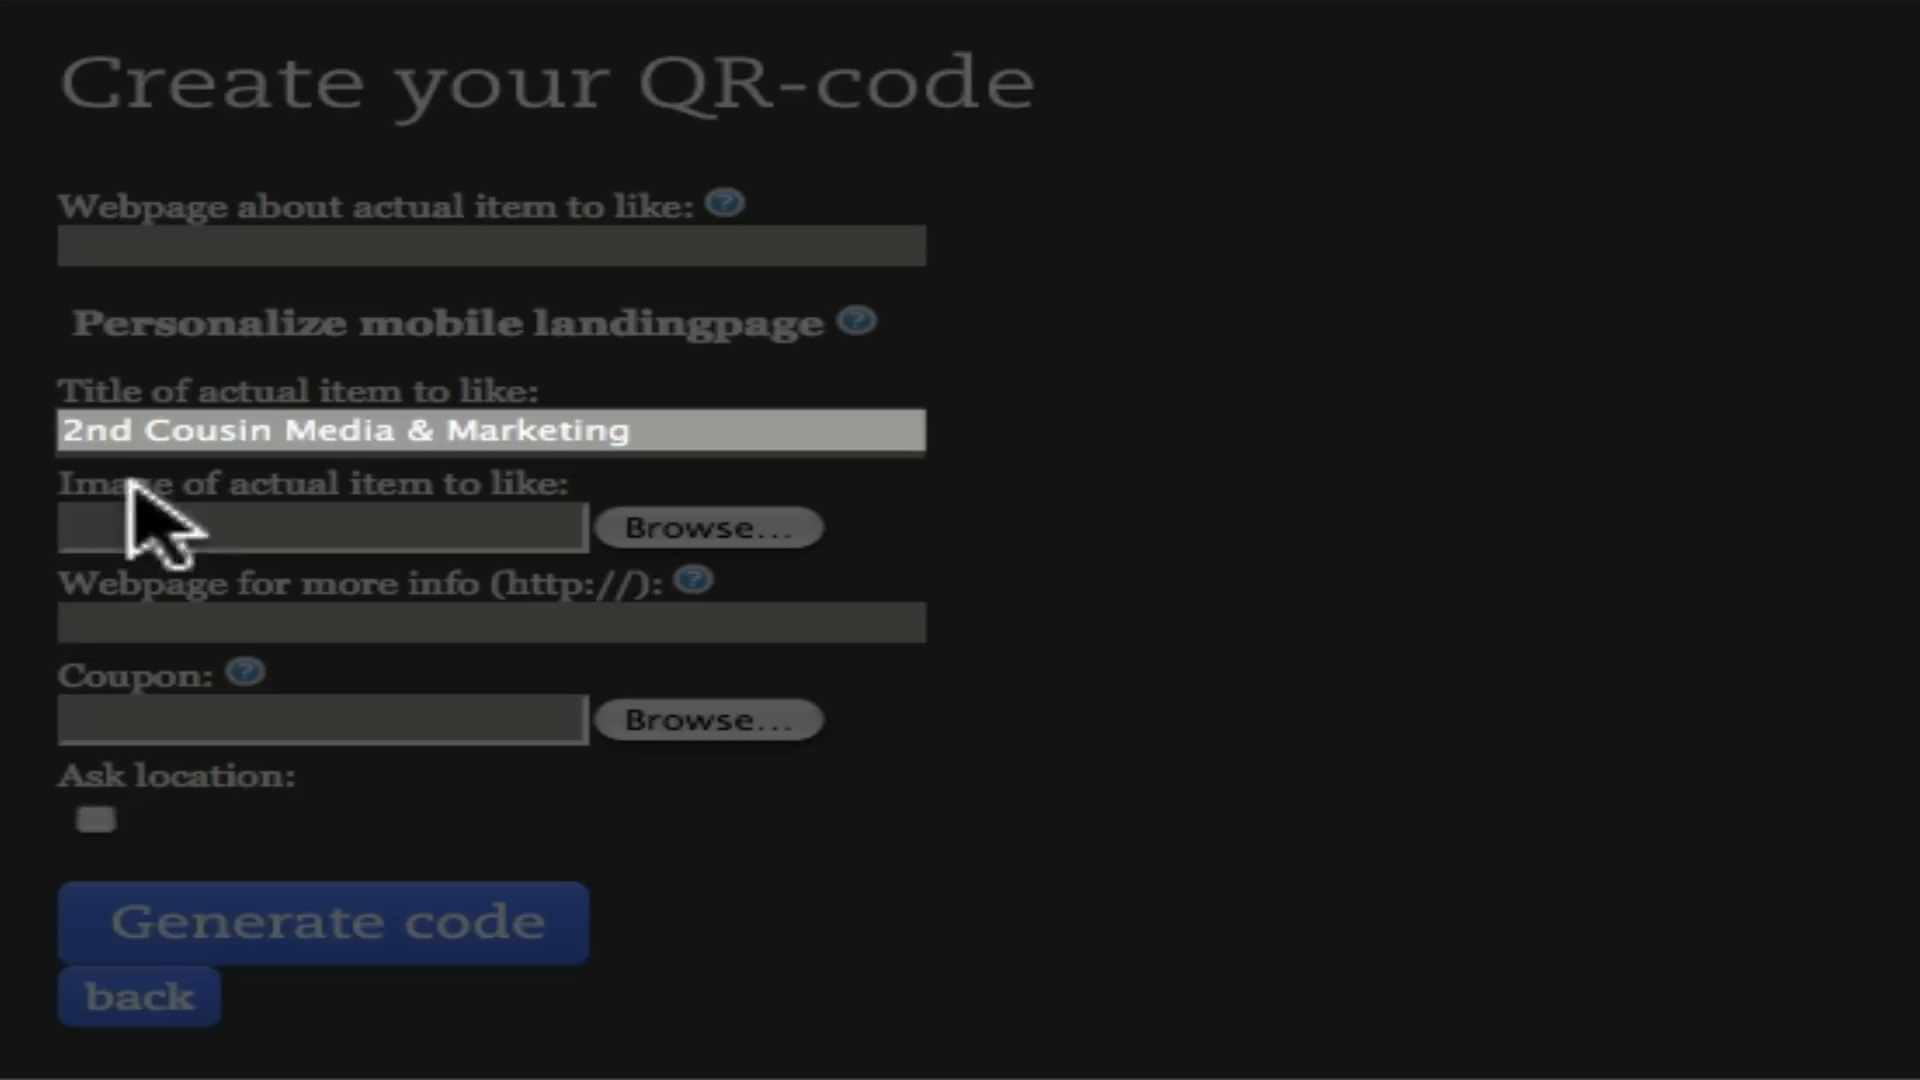 Create your QR-code
Webpage about actual item to like: ?
Personalize mobile landingpage ?
Title of actual item to like:
2nd Cousin Media & Marketing
Image of actual item to like:
Browse...
Webpage for more info (http://): ?
Coupon: ?
Browse...
Ask location:
Generate code
back